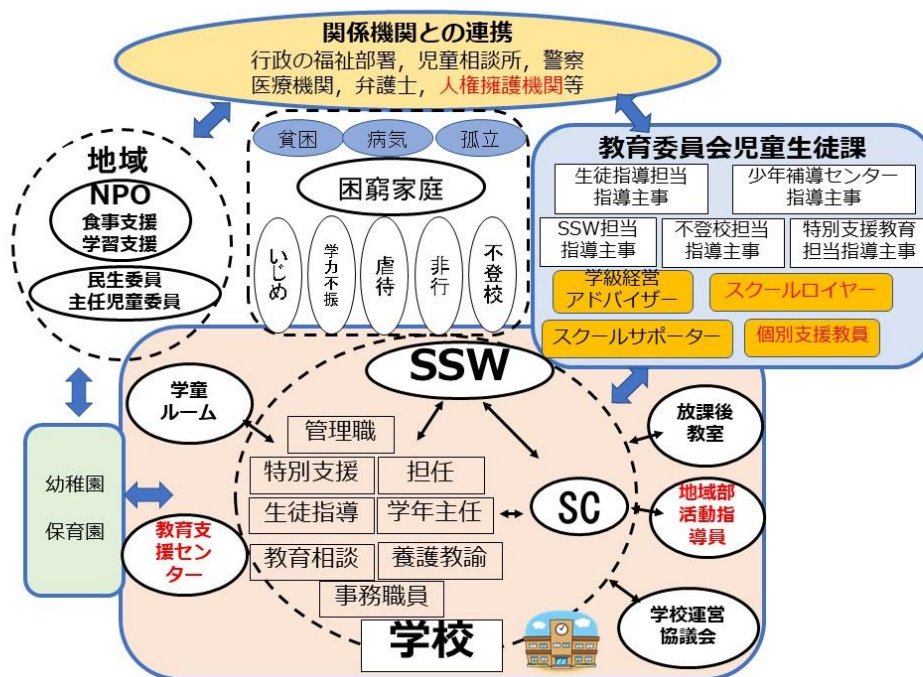 関係機関との連携
行政の福祉部署，児童相談所，警察
医療機関，弁護士，人権擁護機関等
地域
NPO
食事支援
学習支援
民生委員
主任児童委員
貧困
病気
孤立
困窮家庭
いじめ
学力不振
虐待
非行
不登校
教育委員会児童生徒課
生徒指導担当
指導主事
少年補導センター
指導主事
SSW担当
指導主事
不登校担当
指導主事
特別支援教育
担当指導主事
学級経営
アドバイザー
スクールロイヤー
スクールサポーター
個別支援教員
SSW
学童
ルーム
管理職
特別支援
担任
生徒指導
学年主任
教育相談
養護教諭
事務職員
学校
SC
放課後
教室
地域部
活動指
導員
学校運営
協議会
幼稚園
保育園
教育支
援セン
ター